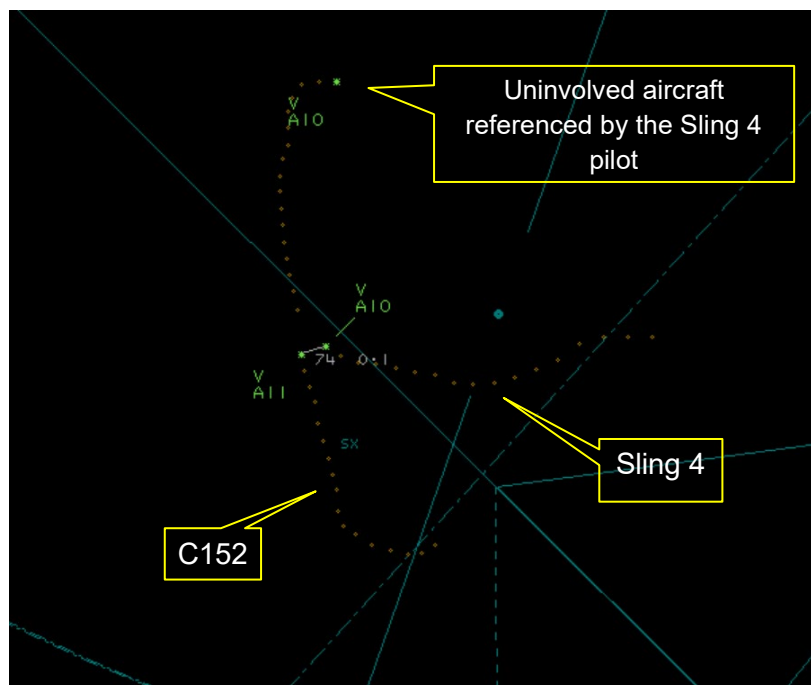 Uninvolved aircraft
referenced by the Sling 4
pilot
V
A10
V
A10
74 0.1
V
A11
SX
Sling 4
C152